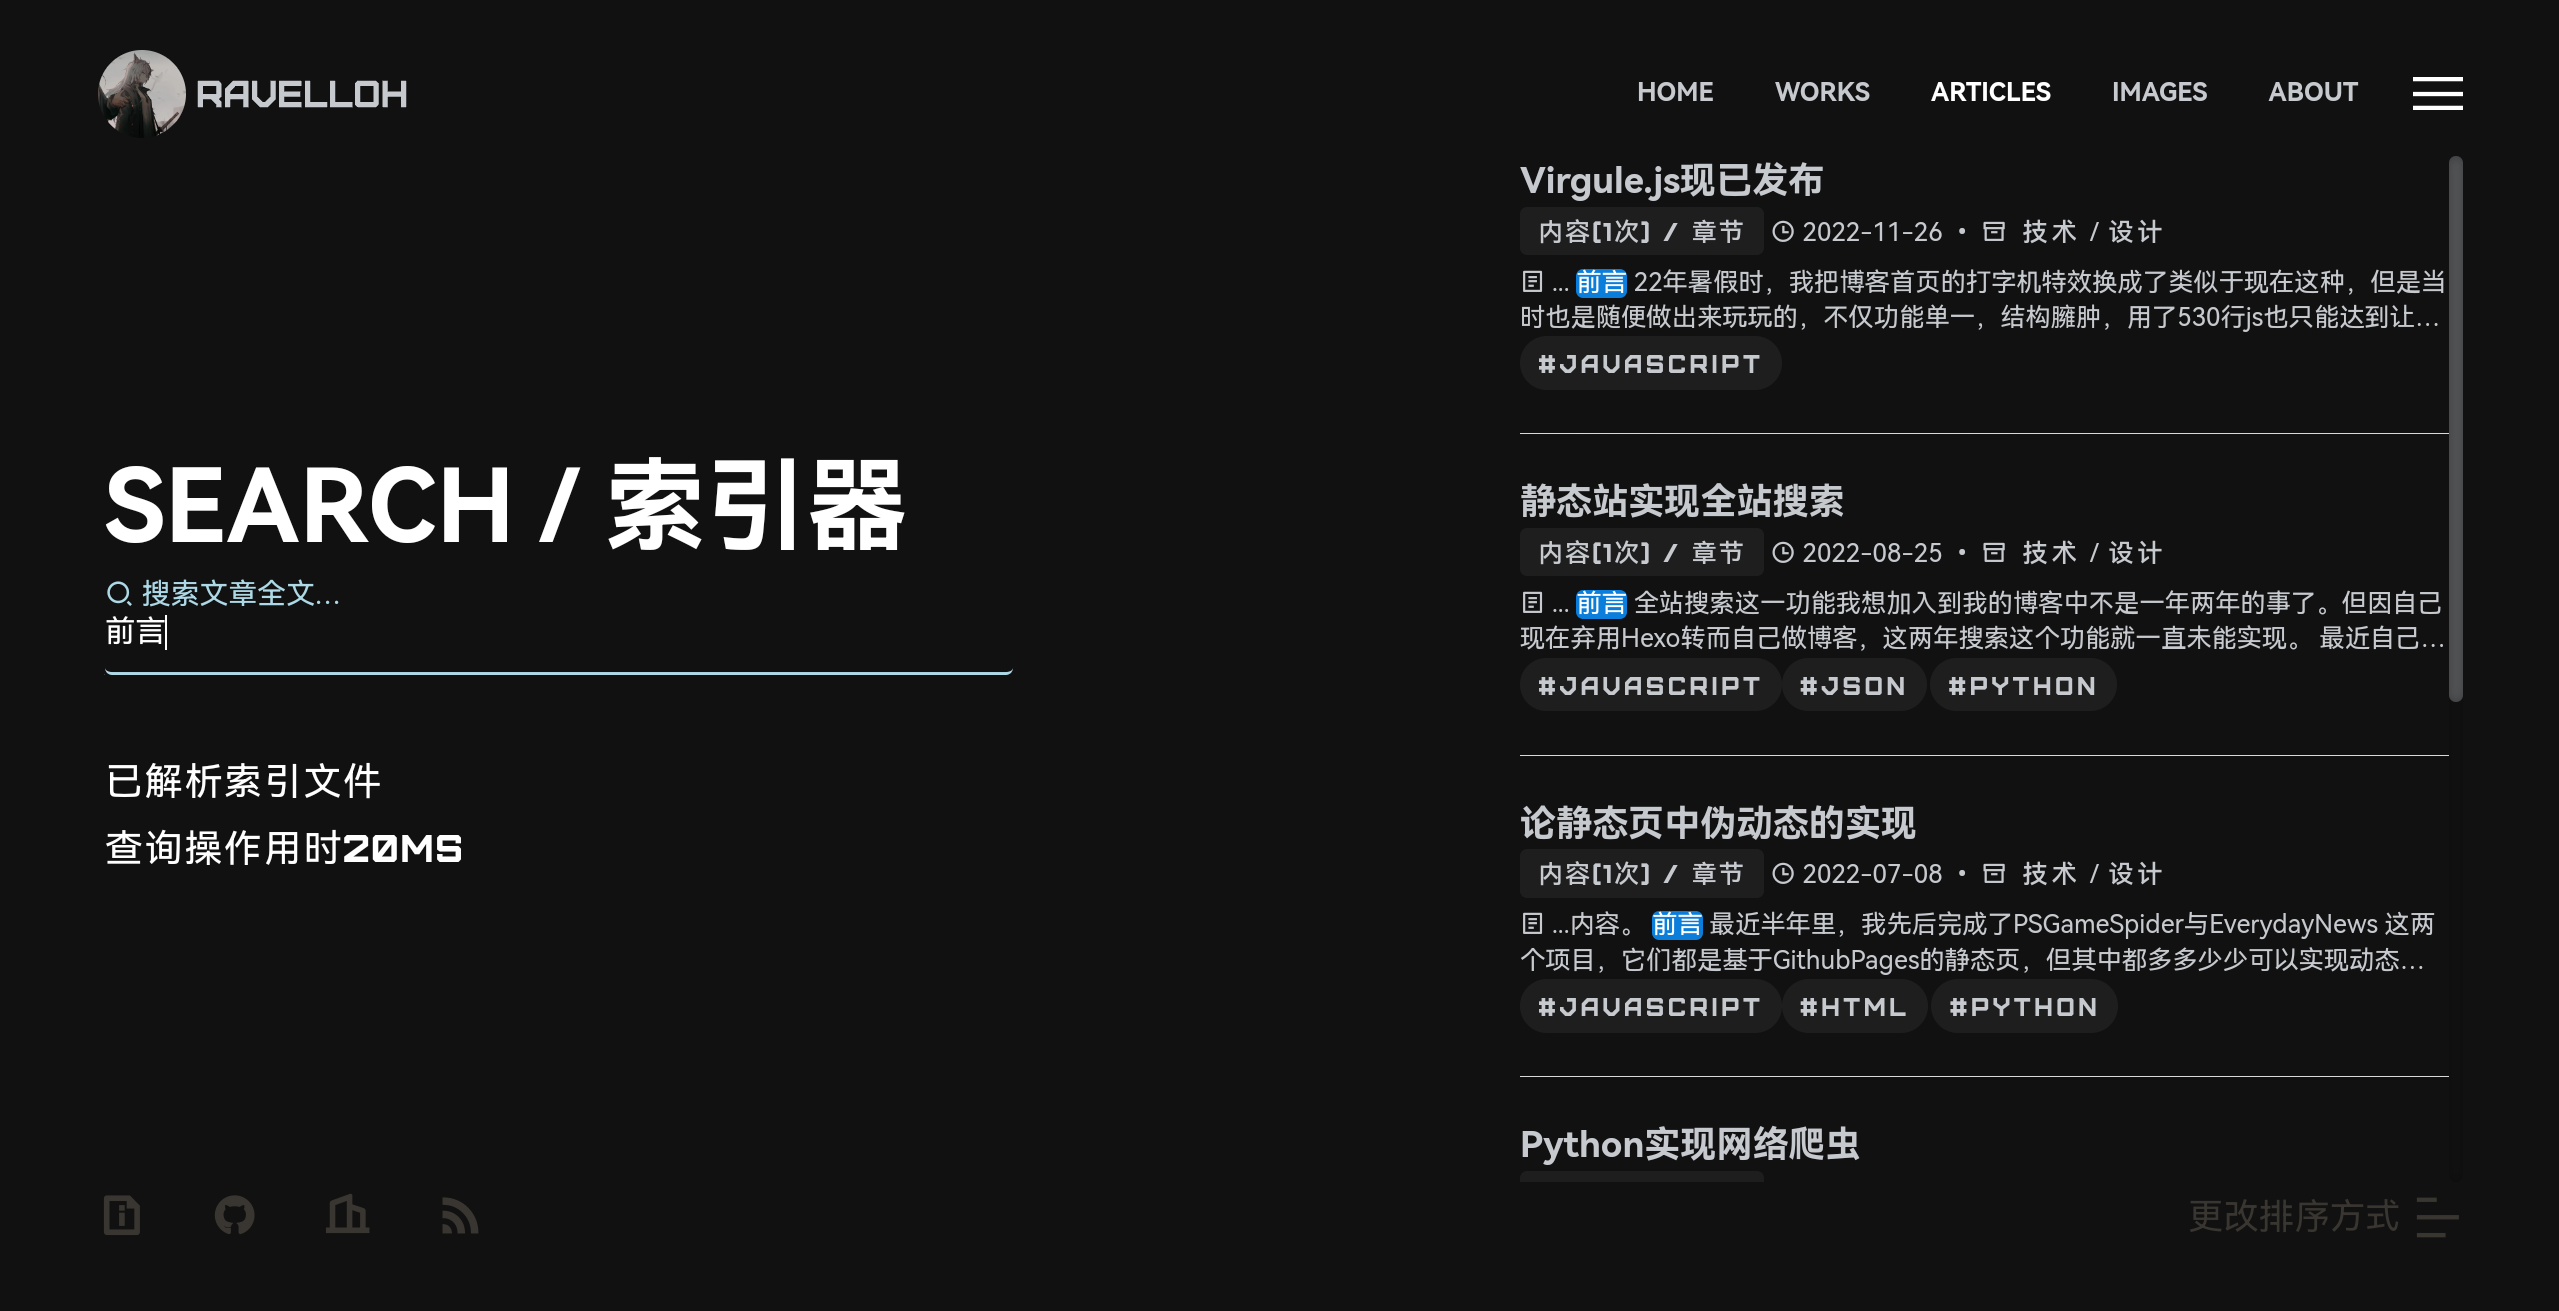 RAVELLOH
HOME WORKS ARTICLES IMAGES ABOUT
SEARCH / 索引器
搜索文章全文...
前言
已解析索引文件
查询操作用时20MS
Virgule.js现已发布
内容[1次] / 章节 2022-11-26 • 技术 / 设计
... 前言 22年暑假时，我把博客首页的打字机特效换成了类似于现在这种，但是当
时也是随便做出来玩玩的，不仅功能单一，结构臃肿，用了530行js也只能达到让...
#JAVASCRIPT
静态站实现全站搜索
内容[1次] / 章节 2022-08-25 • 技术 / 设计
... 前言 全站搜索这一功能我想加入到我的博客中不是一年两年的事了。但因自己
现在弃用Hexo转而自己做博客，这两年搜索这个功能就一直未能实现。 最近自己...
#JAVASCRIPT #JSON #PYTHON
论静态页中伪动态的实现
内容[1次] / 章节 2022-07-08 • 技术 / 设计
...内容。 前言 最近半年里，我先后完成了PSGameSpider与EverydayNews 这两
个项目，它们都是基于GithubPages的静态页，但其中都多多少少可以实现动态...
#JAVASCRIPT #HTML #PYTHON
Python实现网络爬虫
更改排序方式